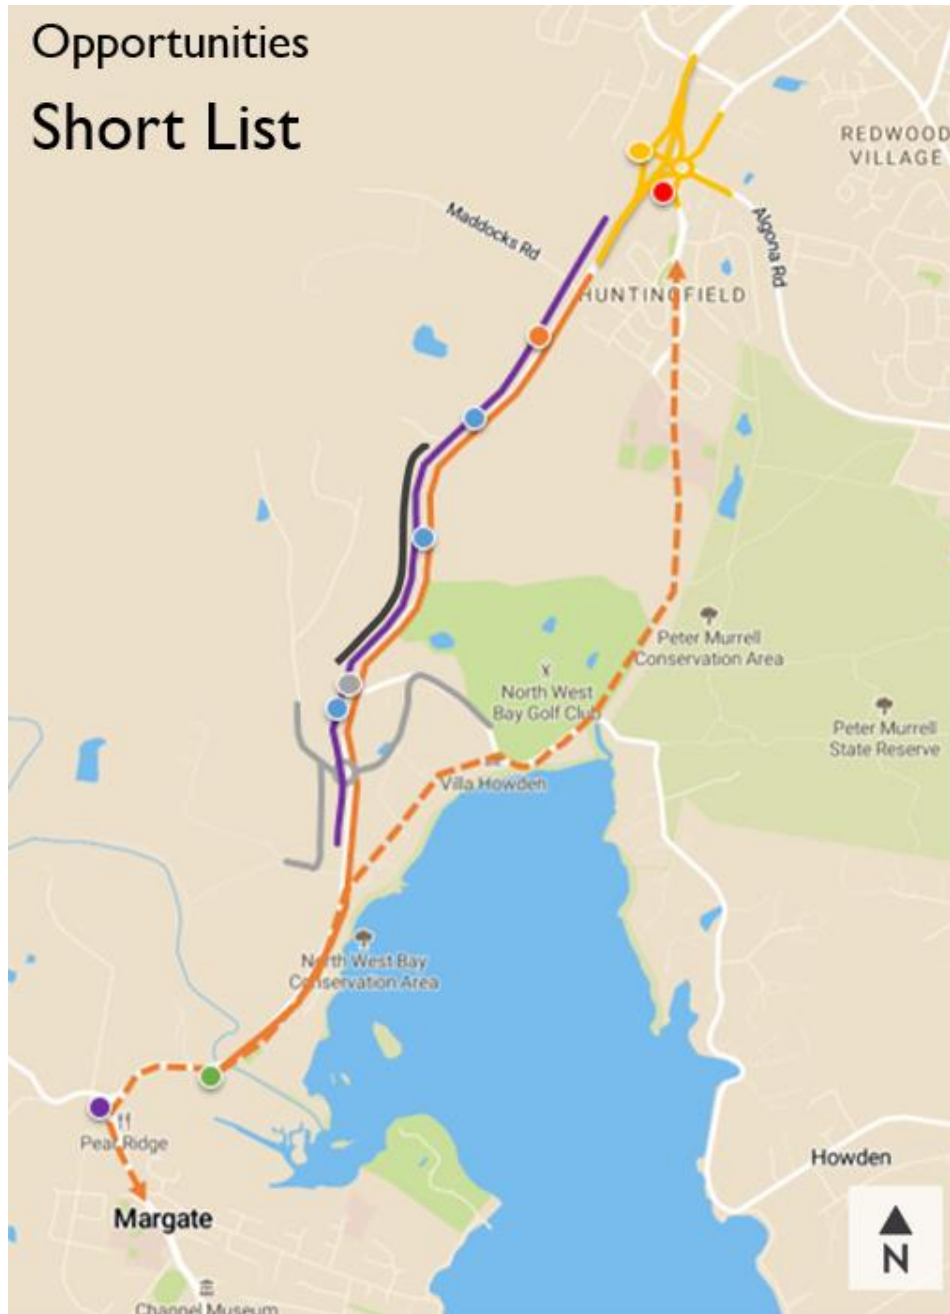 Opportunities
Short List
REDWOOD
VILLAGE
Maddocks Rd
Algona Rd
HUNTINGFIELD
Peter Murrell
Conservation Area
North West
Bay Golf Club
Peter Murrell
State Reserve
Villa Howden
North West Bay
Conservation Area
Pear Ridge
Howden
Margate
N
Channel Museum